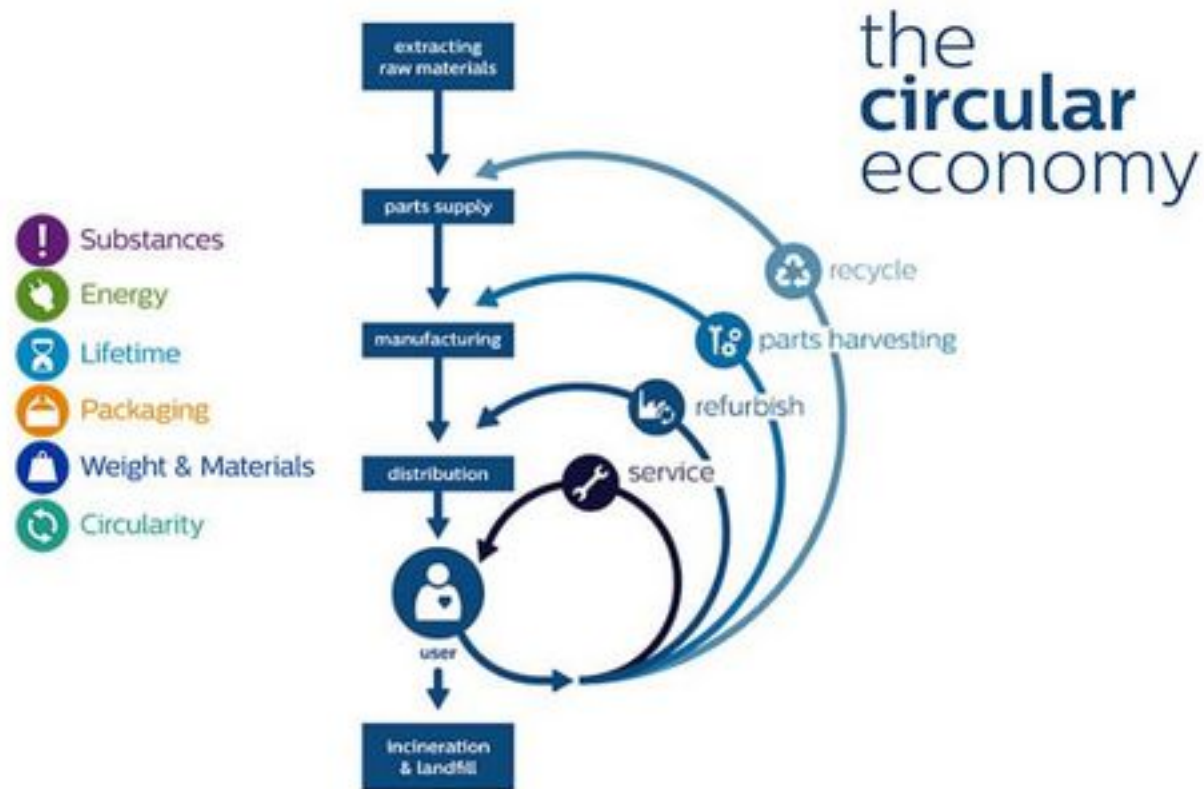 the
circular
economy
extracting
raw materials
parts supply
manufacturing
distribution
user
incineration
& landfill
recycle
parts harvesting
refurbish
service
Substances
Energy
Lifetime
Packaging
Weight & Materials
Circularity